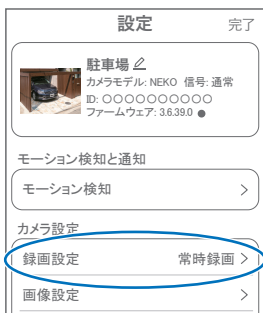 設定 完了
駐車場
カメラモデル: NEKO 信号: 通常
ID: 〇〇〇〇〇〇〇〇〇〇
ファームウェア: 3.6.39.0 ●
モーション検知と通知
モーション検知 >
カメラ設定
録画設定 常時録画 >
画像設定 >